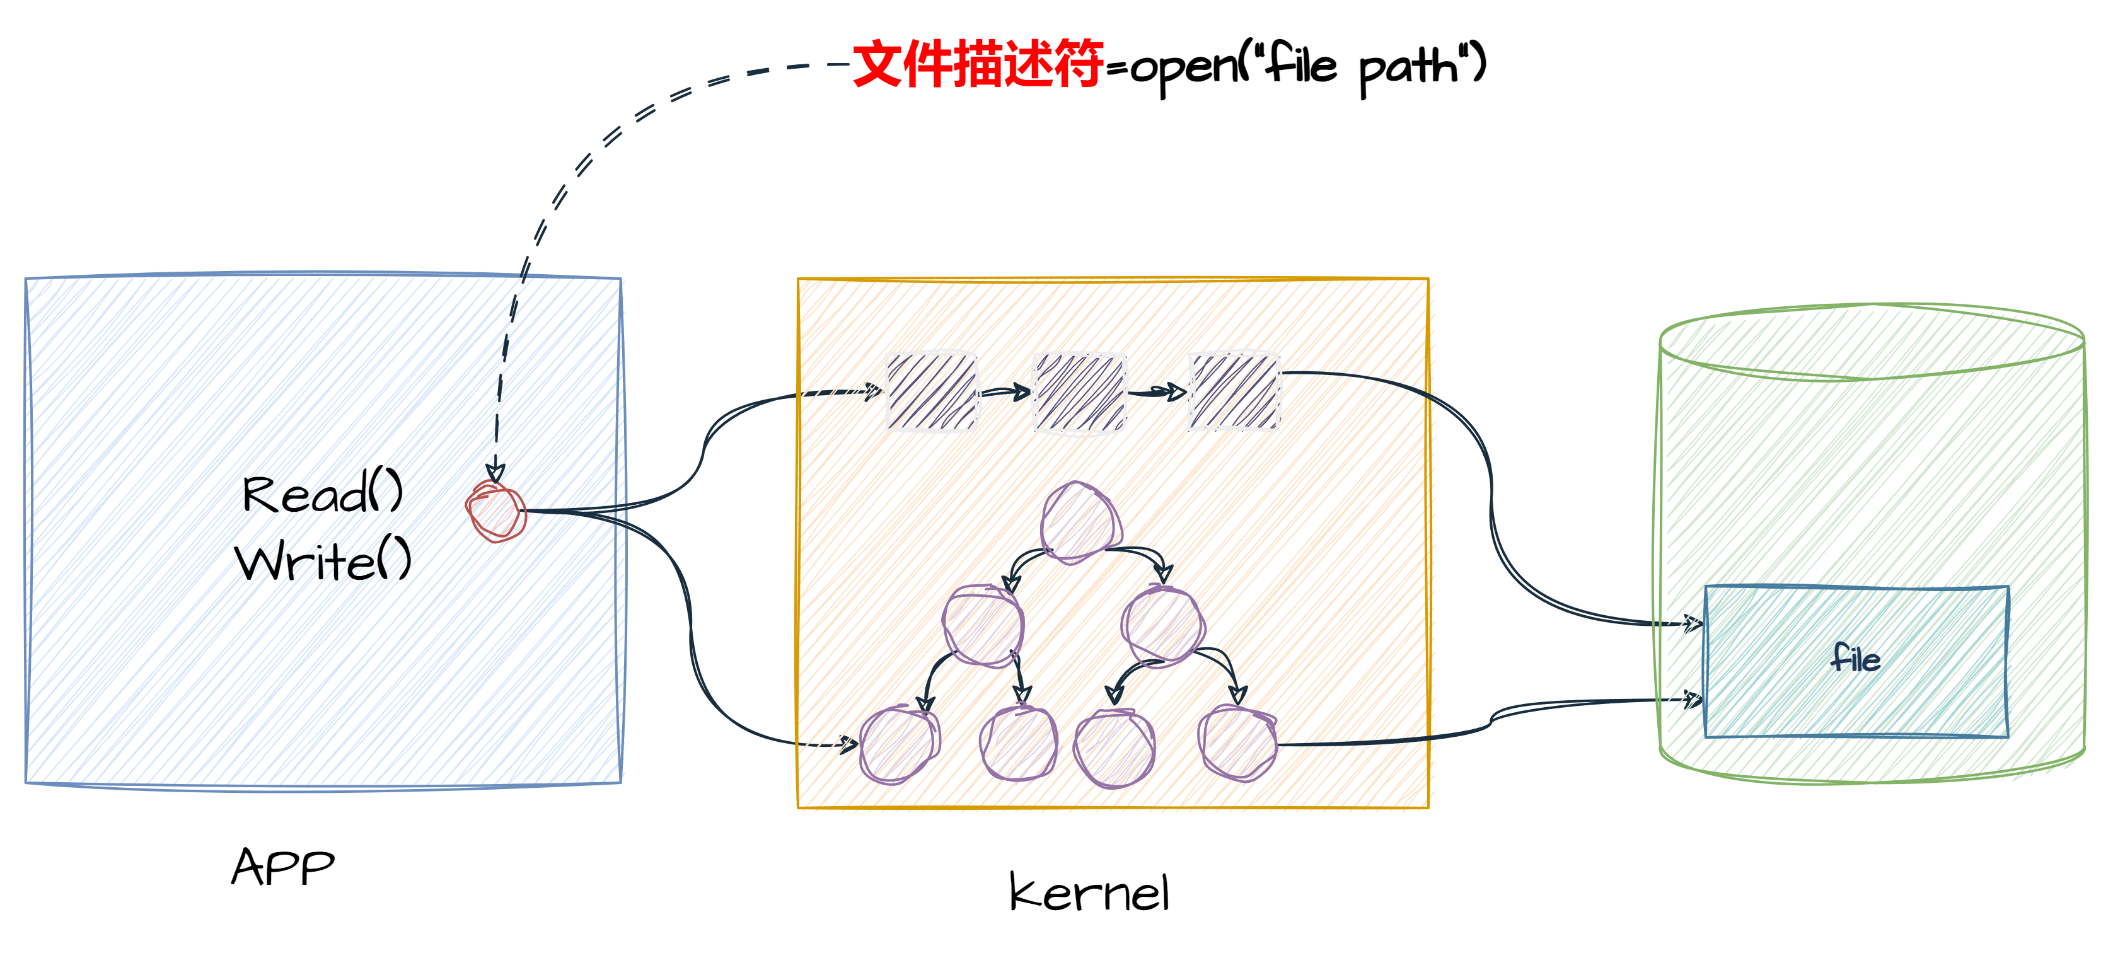 文件描述符=open("file path")
Read()
Write()
file
APP
kernel